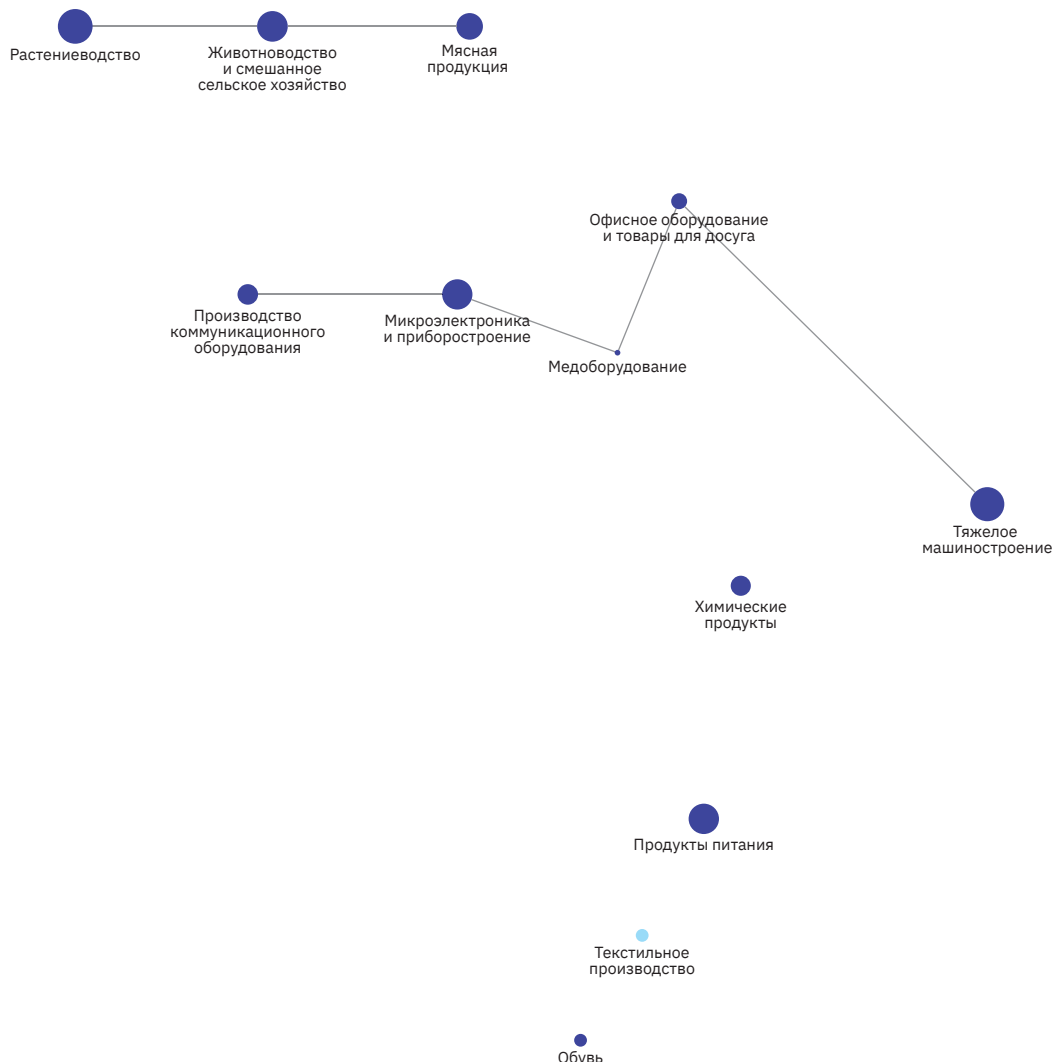 Растениеводство
Животноводство
и смешанное
сельское хозяйство
Мясная
продукция
Офисное оборудование
и товары для досуга
Производство
коммуникационного
оборудования
Микроэлектроника
и приборостроение
Медоборудование
Тяжелое
машиностроение
Химические
продукты
Продукты питания
Текстильное
производство
Обувь